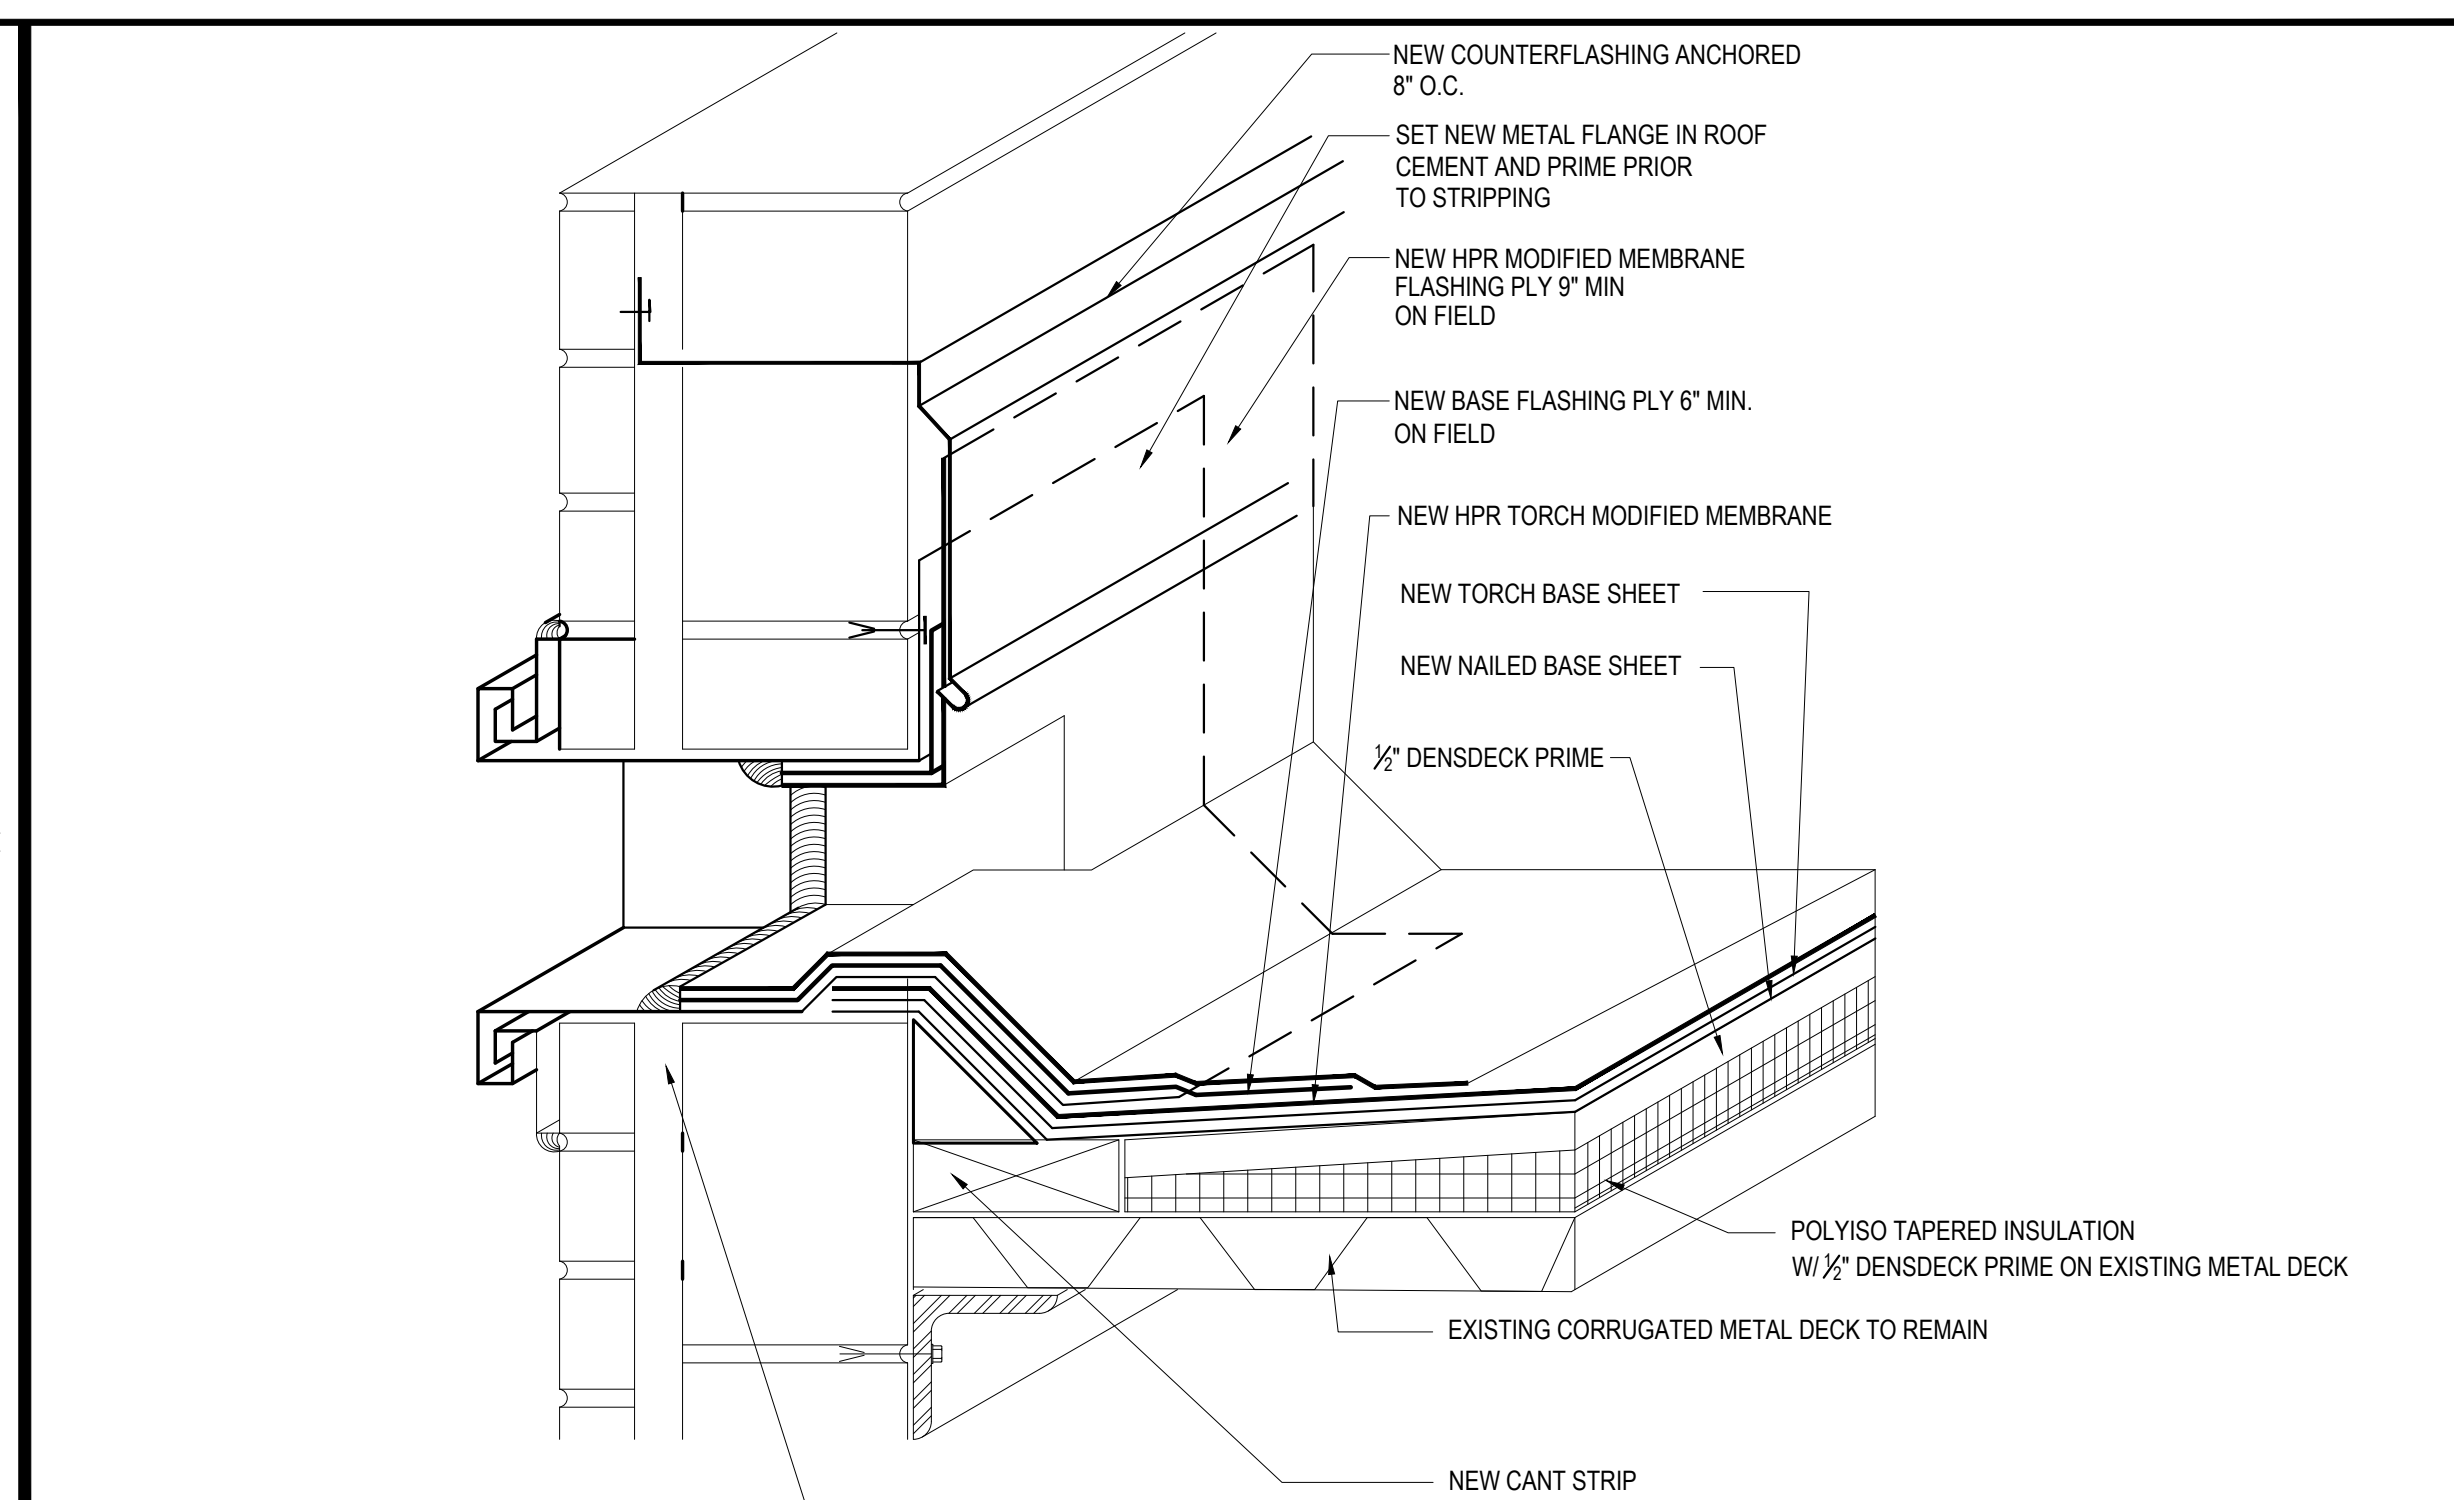 NEW COUNTERFLASHING ANCHORED
8" O.C.
SET NEW METAL FLANGE IN ROOF
CEMENT AND PRIME PRIOR
TO STRIPPING
NEW HPR MODIFIED MEMBRANE
FLASHING PLY 9" MIN
ON FIELD
NEW BASE FLASHING PLY 6" MIN.
ON FIELD
NEW HPR TORCH MODIFIED MEMBRANE
NEW TORCH BASE SHEET
NEW NAILED BASE SHEET
½" DENSDECK PRIME
POLYISO TAPERED INSULATION
W/ ½" DENSDECK PRIME ON EXISTING METAL DECK
EXISTING CORRUGATED METAL DECK TO REMAIN
NEW CANT STRIP